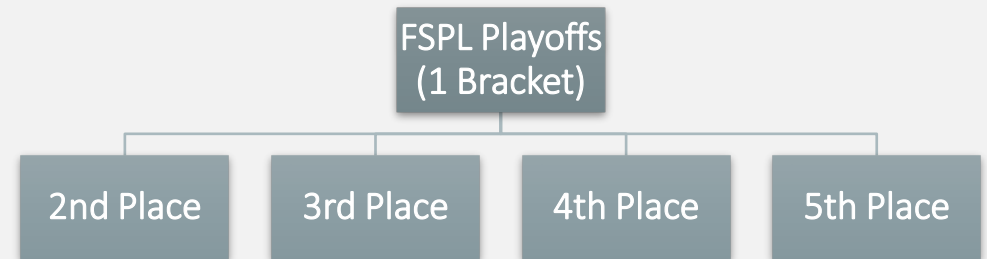 FSPL Playoffs
(1 Bracket)
2nd Place
3rd Place
4th Place
5th Place